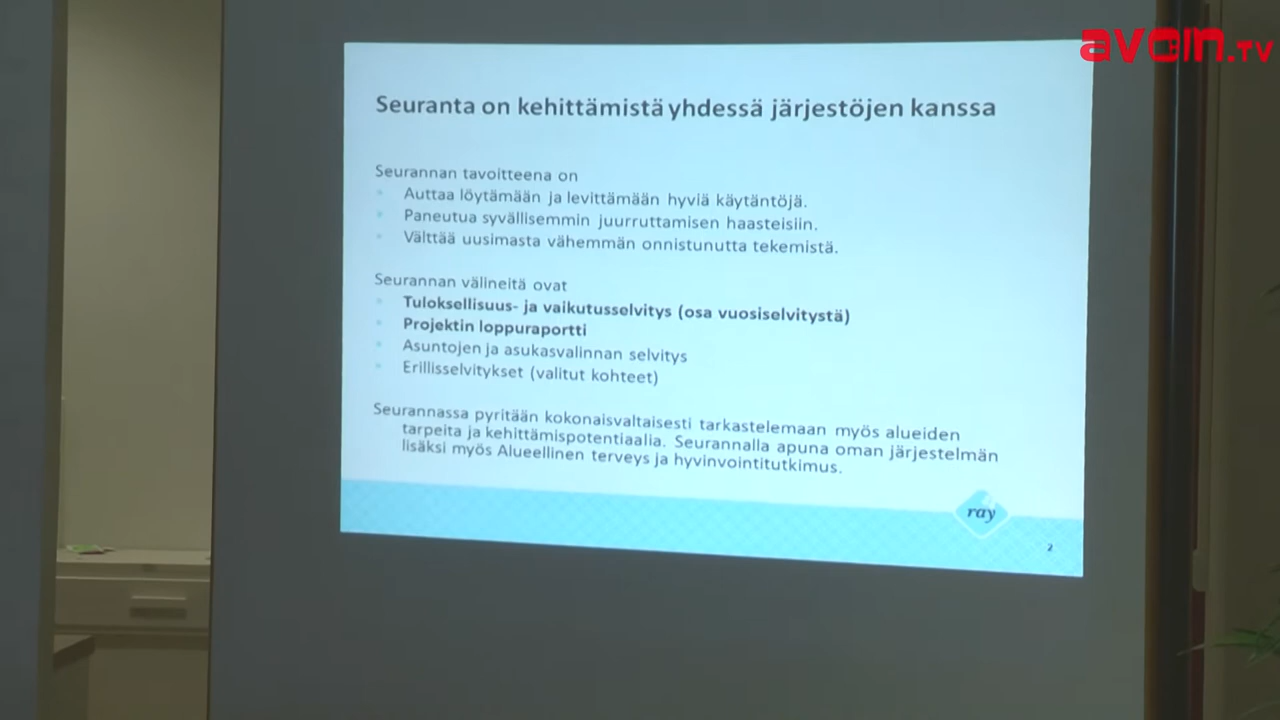 avoin.TV
Seuranta on kehittämistä yhdessä järjestöjen kanssa
Seurannan tavoitteena on
Auttaa löytämään ja levittämään hyviä käytäntöjä.
Paneutua syvällisemmin juurruttamisen haasteisiin.
Välttää uusimasta vähemmän onnistunutta tekemistä.
Seurannan välineitä ovat
Tuloksellisuus- ja vaikutusselvitys (osa vuosiselvitystä)
Projektin loppuraportti
Asuntojen ja asukasvalinnan selvitys
Erillisselvitykset (valitut kohteet)
Seurannassa pyritään kokonaisvaltaisesti tarkastelemaan myös alueiden
tarpeita ja kehittämispotentiaalia. Seurannalla apuna oman järjestelmän
lisäksi myös Alueellinen terveys ja hyvinvointitutkimus.
ray
2